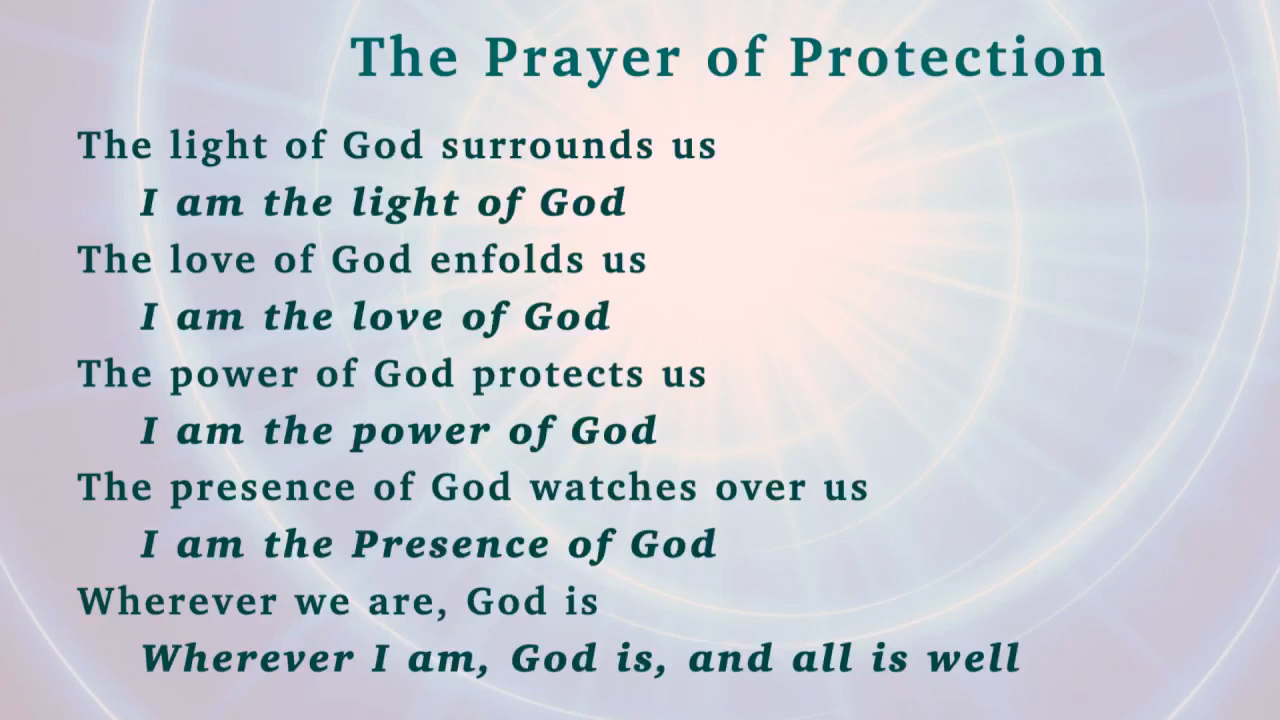 The Prayer of Protection
The light of God surrounds us
I am the light of God
The love of God enfolds us
I am the love of God
The power of God protects us
I am the power of God
The presence of God watches over us
I am the Presence of God
Wherever we are, God is
Wherever I am, God is, and all is well